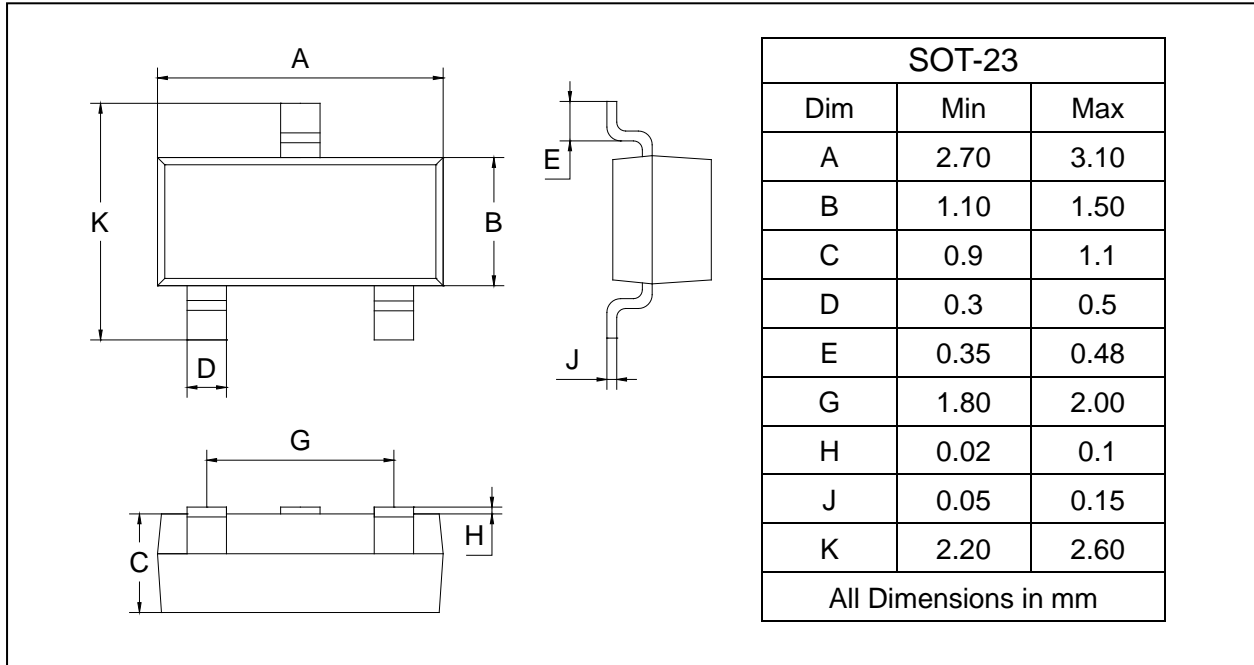 A
K
B
D
E
J
G
C
H
SOT-23
Dim Min Max
A 2.70 3.10
B 1.10 1.50
C 0.9 1.1
D 0.3 0.5
E 0.35 0.48
G 1.80 2.00
H 0.02 0.1
J 0.05 0.15
K 2.20 2.60
All Dimensions in mm